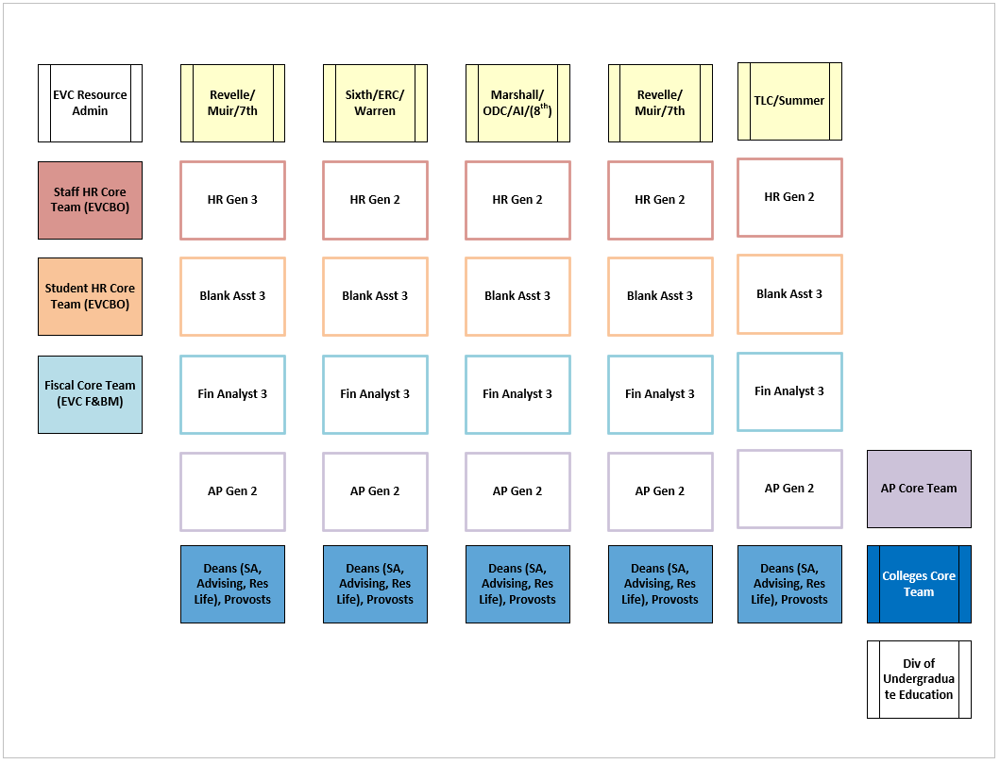 EVC Resource
Admin
Revelle/
Muir/7th
Sixth/ERC/
Warren
Marshall/
ODC/AI/(8th)
Revelle/
Muir/7th
TLC/Summer
Staff HR Core
Team (EVCBO)
HR Gen 3
HR Gen 2
HR Gen 2
HR Gen 2
HR Gen 2
Student HR Core
Team (EVCBO)
Blank Asst 3
Blank Asst 3
Blank Asst 3
Blank Asst 3
Blank Asst 3
Fiscal Core Team
(EVC F&BM)
Fin Analyst 3
Fin Analyst 3
Fin Analyst 3
Fin Analyst 3
Fin Analyst 3
AP Gen 2
AP Gen 2
AP Gen 2
AP Gen 2
AP Gen 2
AP Core Team
Deans (SA,
Advising, Res
Life), Provosts
Deans (SA,
Advising, Res
Life), Provosts
Deans (SA,
Advising, Res
Life), Provosts
Deans (SA,
Advising, Res
Life), Provosts
Deans (SA,
Advising, Res
Life), Provosts
Colleges Core
Team
Div of
Undergradua
te Education